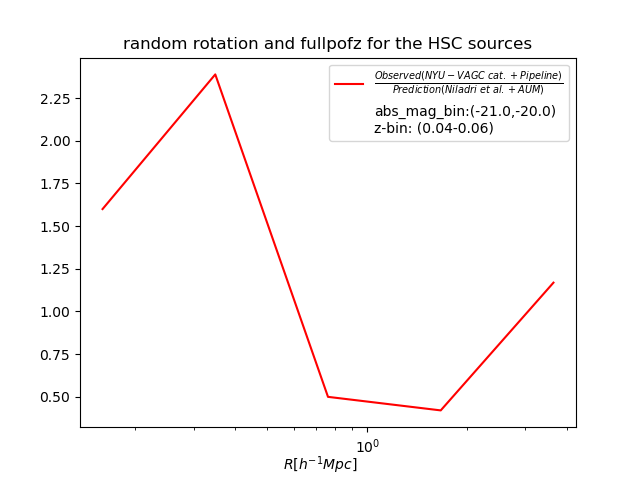 random rotation and fullpofz for the HSC sources
Observed(NYU−VAGC cat. + Pipeline)
Prediction(Niladri et al. + AUM)
abs_mag_bin:(-21.0,-20.0)
z-bin: (0.04-0.06)
2.25
2.00
1.75
1.50
1.25
1.00
0.75
0.50
10⁰
R[h⁻¹Mpc]